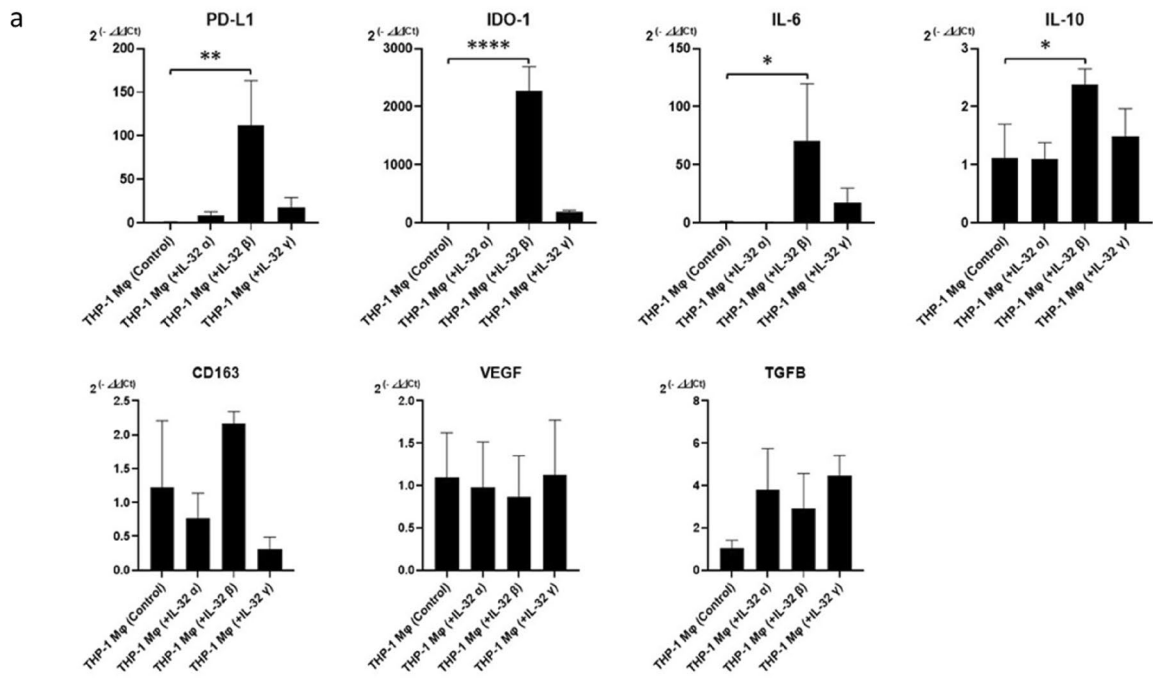 a
PD-L1
2 (- ⊿⊿Ct)
200
150
100
50
0
**
THP-1 Mφ (Control)
THP-1 Mφ (+IL-32 α)
THP-1 Mφ (+IL-32 β)
THP-1 Mφ (+IL-32 γ)
IDO-1
2 (- ⊿⊿Ct)
3000
2000
1000
0
****
THP-1 Mφ (Control)
THP-1 Mφ (+IL-32 α)
THP-1 Mφ (+IL-32 β)
THP-1 Mφ (+IL-32 γ)
IL-6
2 (- ⊿⊿Ct)
150
100
50
0
*
THP-1 Mφ (Control)
THP-1 Mφ (+IL-32 α)
THP-1 Mφ (+IL-32 β)
THP-1 Mφ (+IL-32 γ)
IL-10
2 (- ⊿⊿Ct)
3
2
1
0
*
THP-1 Mφ (Control)
THP-1 Mφ (+IL-32 α)
THP-1 Mφ (+IL-32 β)
THP-1 Mφ (+IL-32 γ)
CD163
2 (- ⊿⊿Ct)
2.5
2.0
1.5
1.0
0.5
0.0
THP-1 Mφ (Control)
THP-1 Mφ (+IL-32 α)
THP-1 Mφ (+IL-32 β)
THP-1 Mφ (+IL-32 γ)
VEGF
2 (- ⊿⊿Ct)
2.0
1.5
1.0
0.5
0.0
THP-1 Mφ (Control)
THP-1 Mφ (+IL-32 α)
THP-1 Mφ (+IL-32 β)
THP-1 Mφ (+IL-32 γ)
TGFB
2 (- ⊿⊿Ct)
8
6
4
2
0
THP-1 Mφ (Control)
THP-1 Mφ (+IL-32 α)
THP-1 Mφ (+IL-32 β)
THP-1 Mφ (+IL-32 γ)